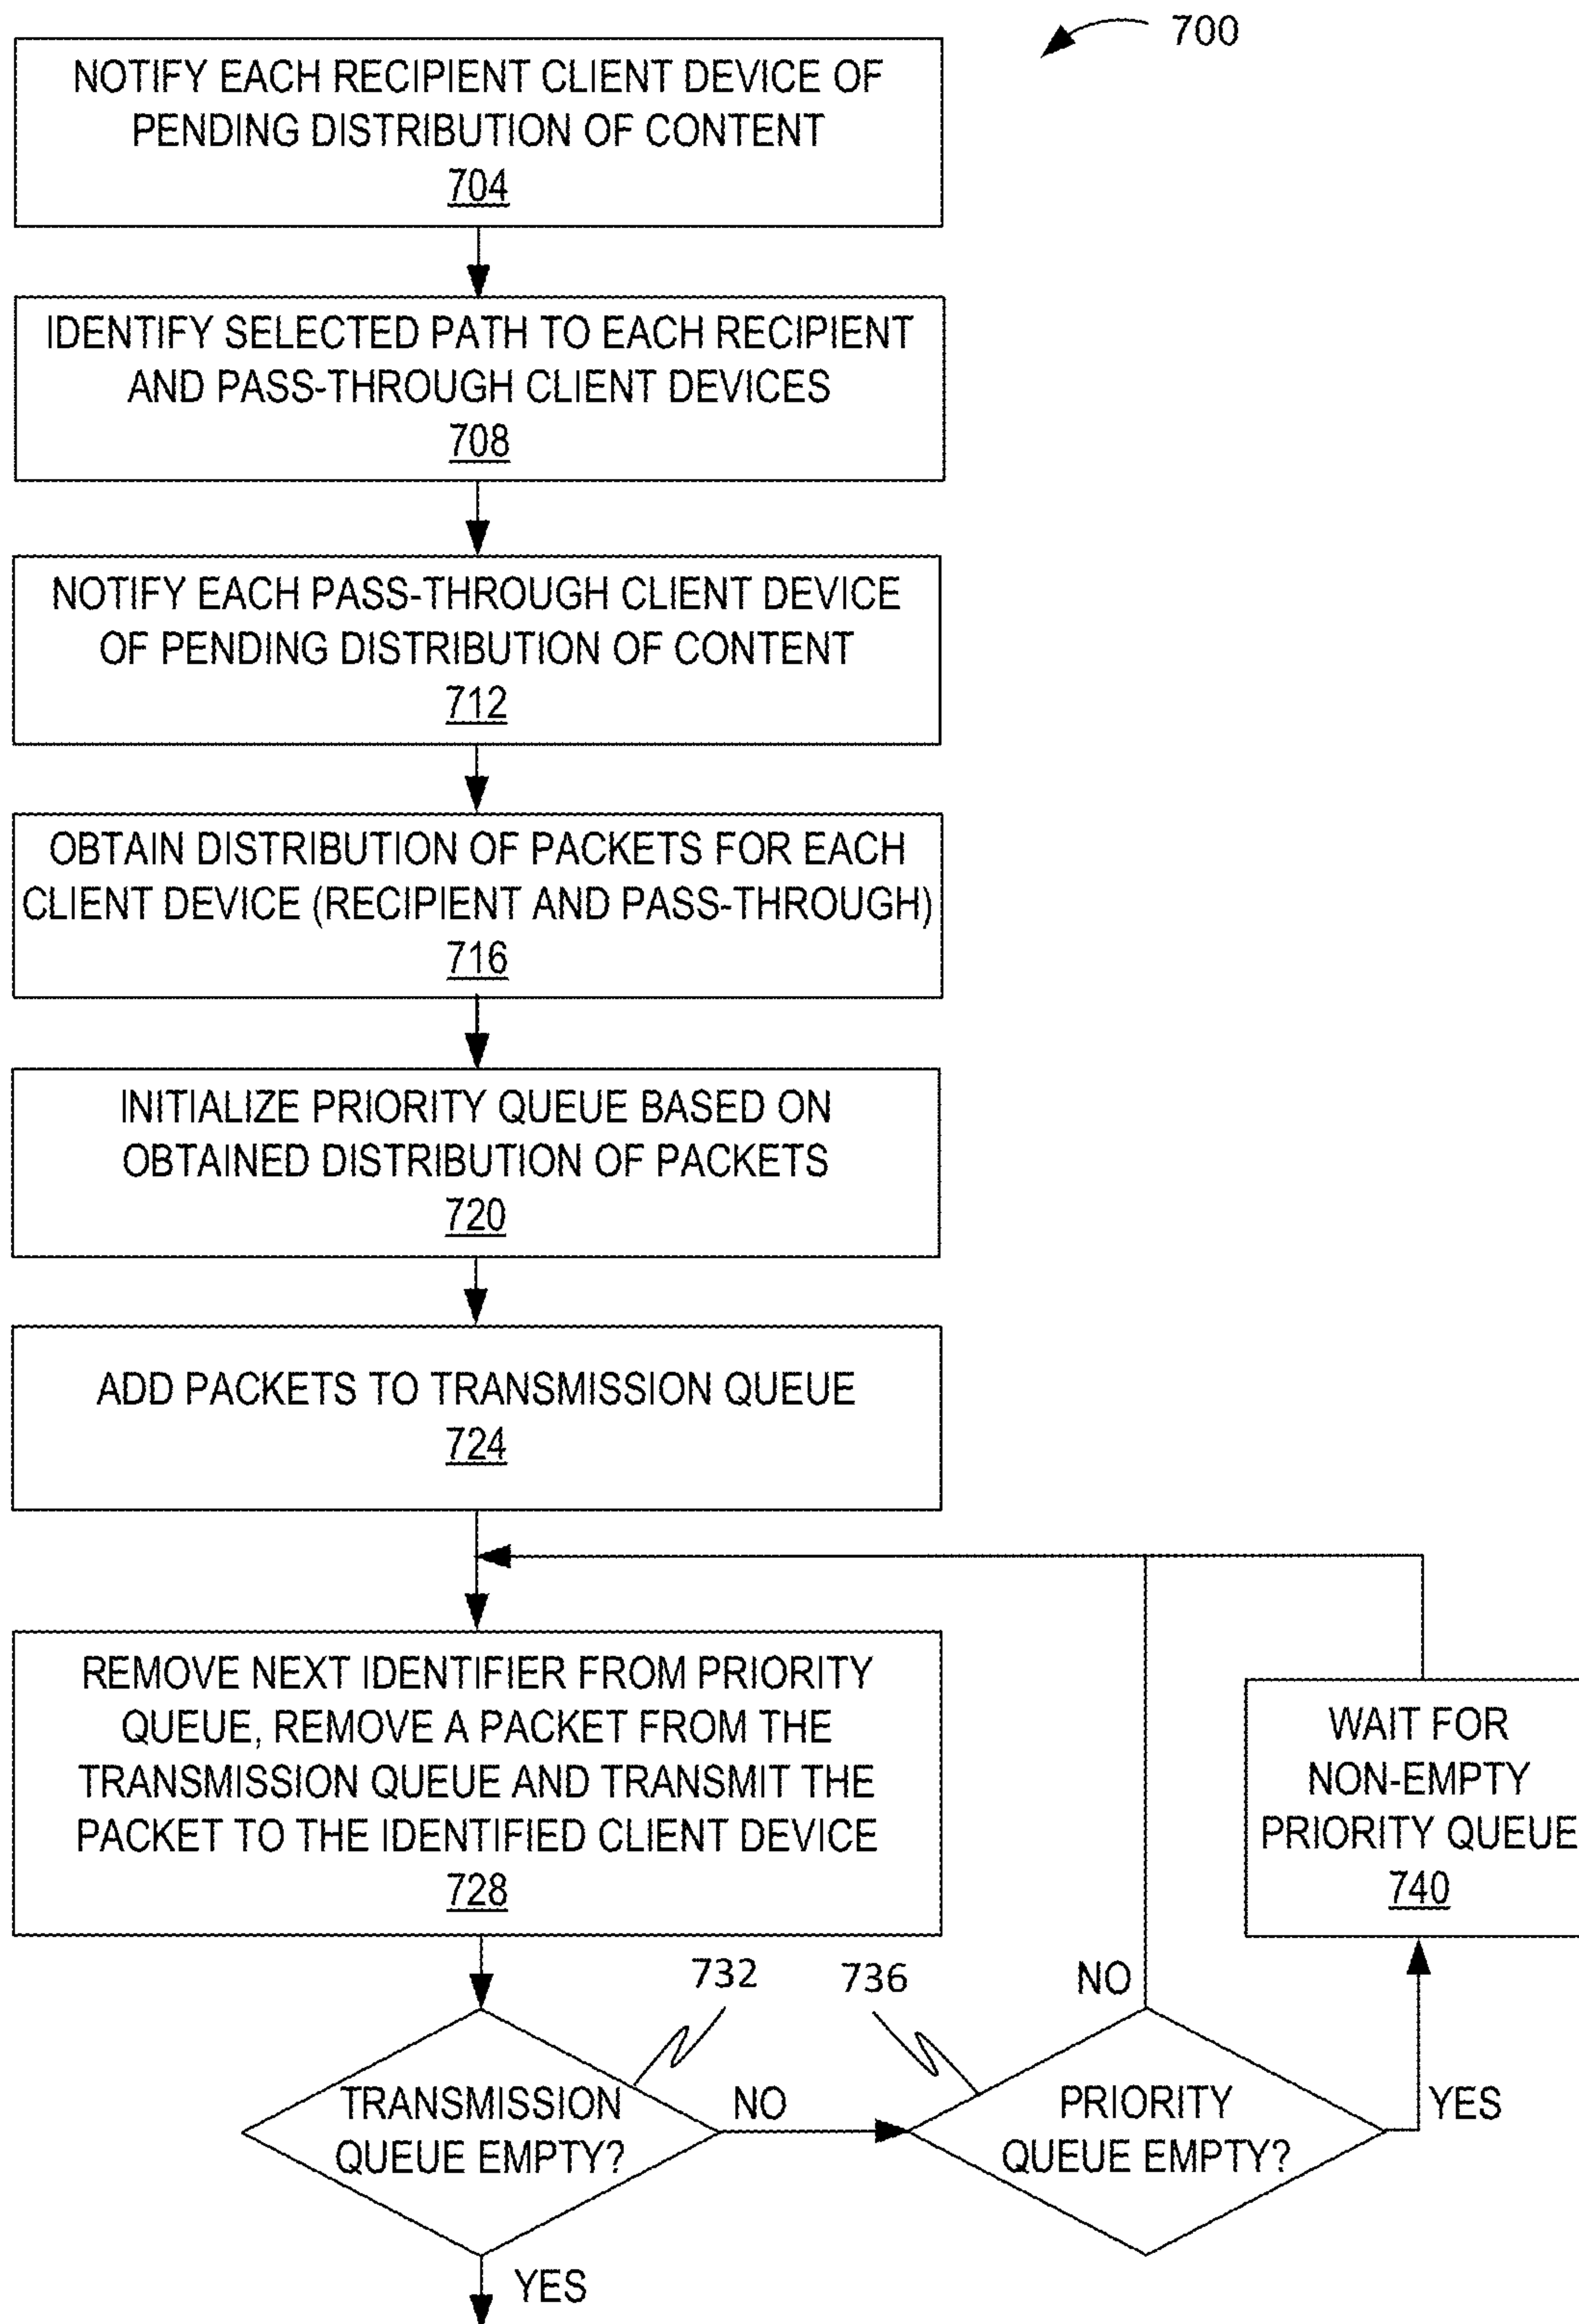 700
NOTIFY EACH RECIPIENT CLIENT DEVICE OF
PENDING DISTRIBUTION OF CONTENT
704
IDENTIFY SELECTED PATH TO EACH RECIPIENT
AND PASS-THROUGH CLIENT DEVICES
708
NOTIFY EACH PASS-THROUGH CLIENT DEVICE
OF PENDING DISTRIBUTION OF CONTENT
712
OBTAIN DISTRIBUTION OF PACKETS FOR EACH
CLIENT DEVICE (RECIPIENT AND PASS-THROUGH)
716
INITIALIZE PRIORITY QUEUE BASED ON
OBTAINED DISTRIBUTION OF PACKETS
720
ADD PACKETS TO TRANSMISSION QUEUE
724
REMOVE NEXT IDENTIFIER FROM PRIORITY
QUEUE, REMOVE A PACKET FROM THE
TRANSMISSION QUEUE AND TRANSMIT THE
PACKET TO THE IDENTIFIED CLIENT DEVICE
728
WAIT FOR
NON-EMPTY
PRIORITY QUEUE
740
732
736
NO
TRANSMISSION
QUEUE EMPTY?
NO
PRIORITY
QUEUE EMPTY?
YES
YES